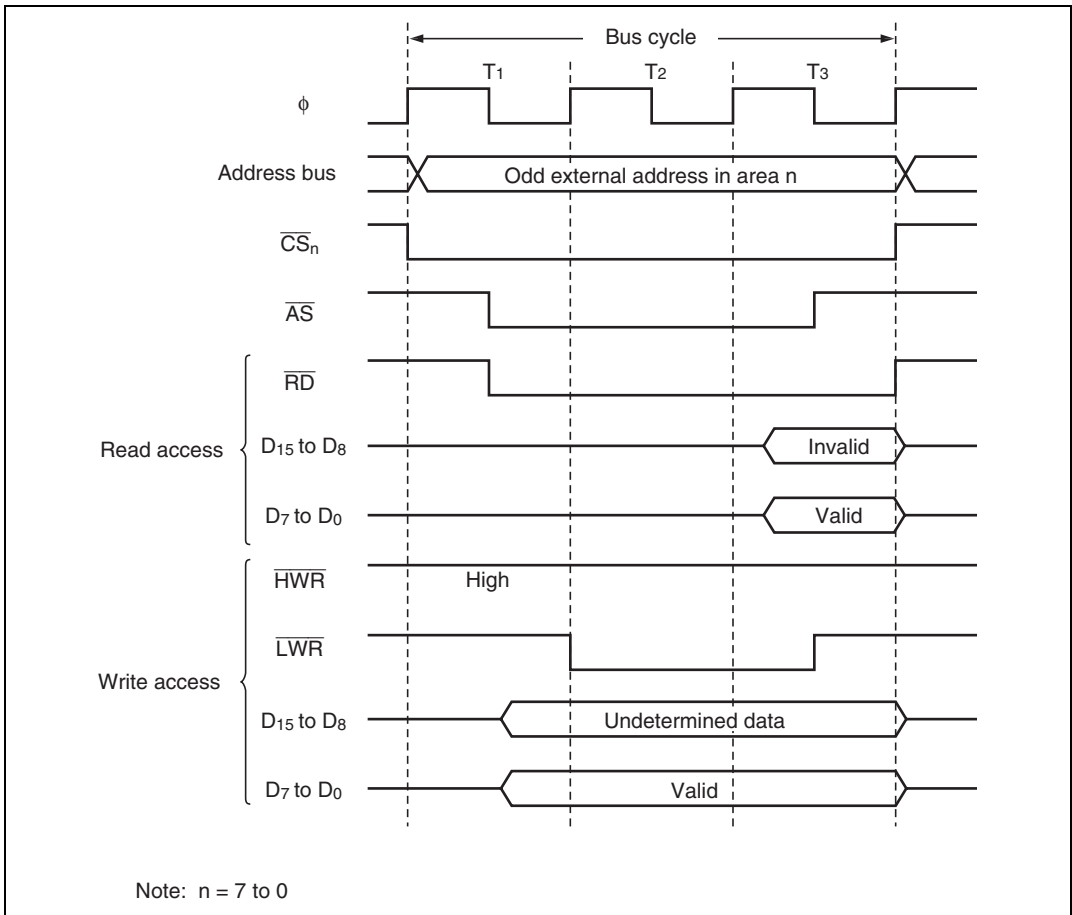 Bus cycle
T1 T2 T3
φ
Address bus Odd external address in area n
CSn
AS
RD
Read access D15 to D8 Invalid
D7 to D0 Valid
HWR High
LWR
Write access
D15 to D8 Undetermined data
D7 to D0 Valid
Note: n = 7 to 0